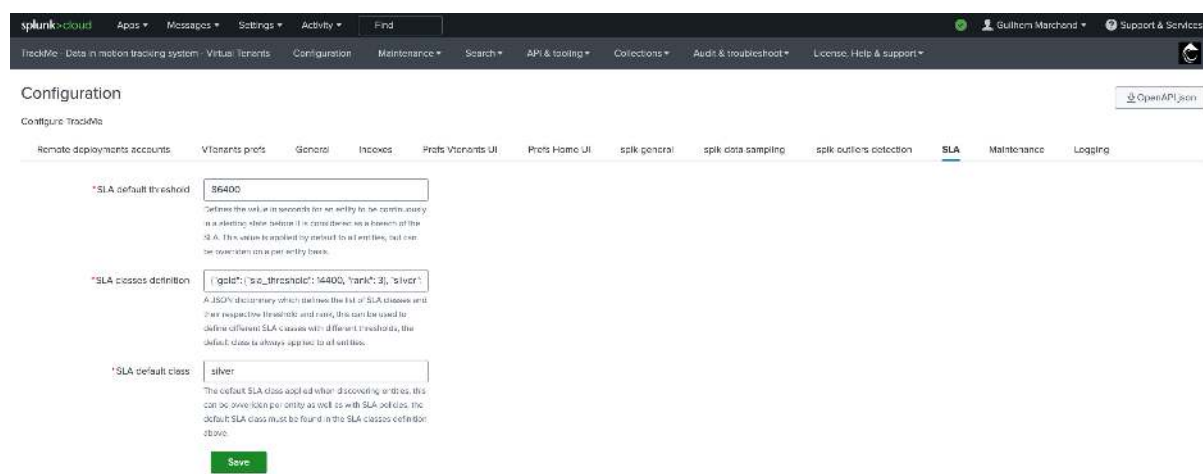 splunk>cloud Apps Messages Settings Activity Find Guilhem Marchand Support & Services
TrackMe - Data in motion tracking system - Virtual Tenants Configuration Maintenance Search API & tooling Collections Audit & troubleshoot License, Help & support
Configuration
OpenAPI.json
Configure TrackMe
Remote deployments accounts VTenants prefs General Indexes Prefs Vtenants UI Prefs Home UI splk general splk data sampling splk outliers detection SLA Maintenance Logging
*SLA default threshold 86400
Defines the value in seconds for an entity to be continuously
in a alerting state before it is considered as a breach of the
SLA. This value is applied by default to all entities, but can
be overriden on a per entity basis.
*SLA classes definition {"gold": {"sla_threshold": 14400, "rank": 3}, "silver":
A JSON dictionnary which defines the list of SLA classes and
their respective threshold and rank, this can be used to
define different SLA classes with different thresholds, the
default class is always applied to all entities.
*SLA default class silver
The default SLA class applied when discovering entities, this
can be overriden per entity as well as with SLA policies, the
default SLA class must be found in the SLA classes definition
above.
Save